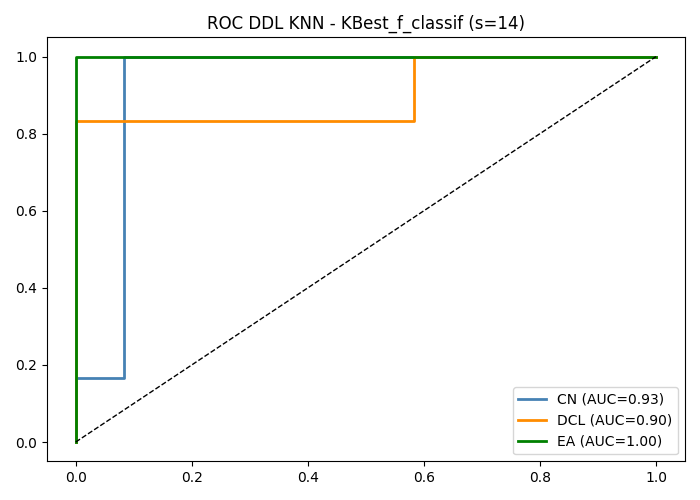 ROC DDL KNN - KBest_f_classif (s=14)
1.0
0.8
0.6
0.4
0.2
0.0
0.0 0.2 0.4 0.6 0.8 1.0
CN (AUC=0.93)
DCL (AUC=0.90)
EA (AUC=1.00)